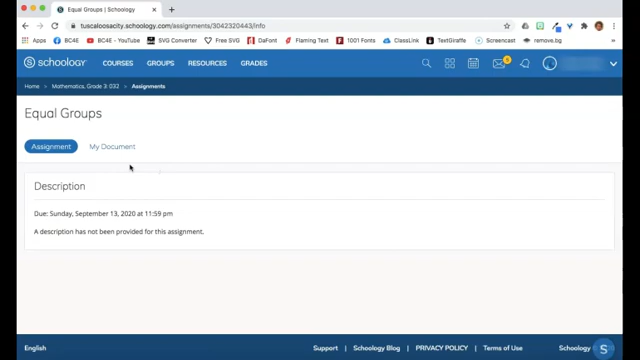 Equal Groups | Schoology
tuscaloosacity.schoology.com/assignments/3042320443/info
Apps BC4E BC4E - YouTube SVG Converter Free SVG DaFont Flaming Text 1001 Fonts ClassLink TextGiraffe Screencast remove.bg
S schoology COURSES GROUPS RESOURCES GRADES
Home > Mathematics, Grade 3: 032 > Assignments
Equal Groups
Assignment My Document
Description
Due: Sunday, September 13, 2020 at 11:59 pm
A description has not been provided for this assignment.
English Support | Schoology Blog | PRIVACY POLICY | Terms of Use Schoology S